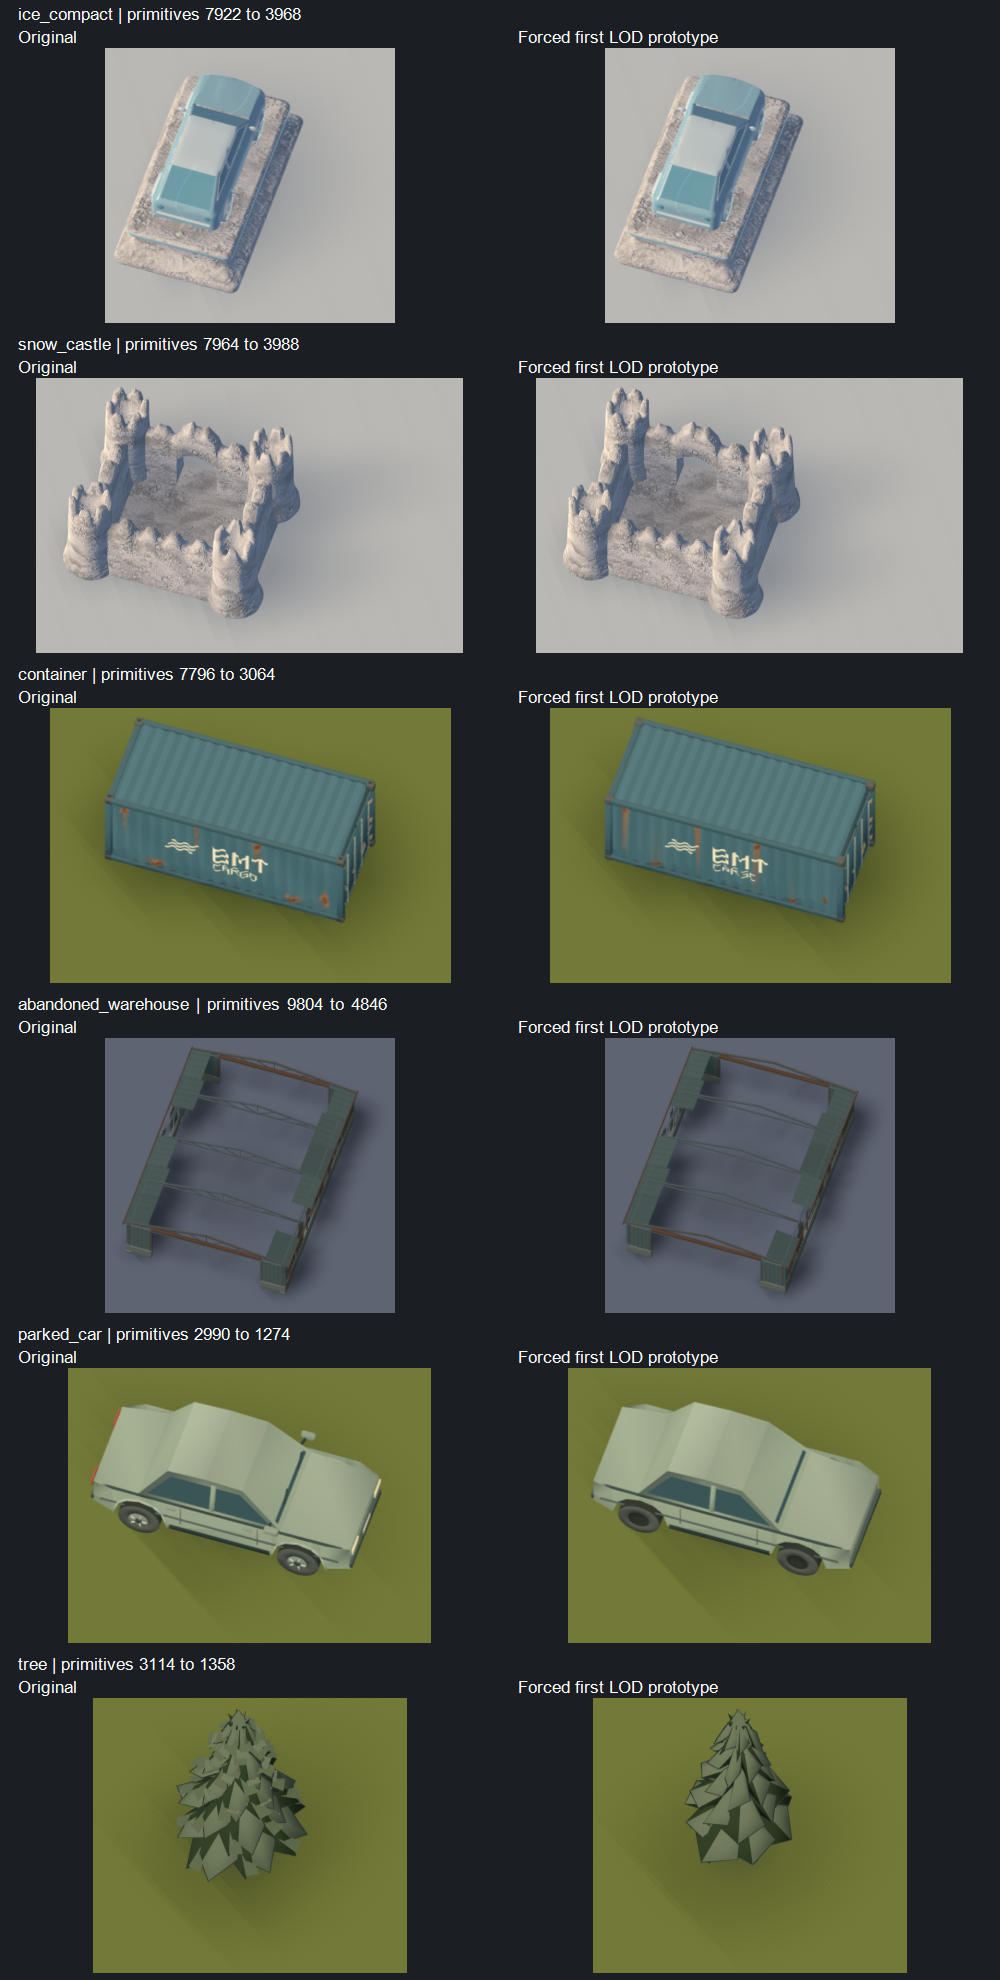 ice_compact | primitives 7922 to 3968
Original Forced first LOD prototype
snow_castle | primitives 7964 to 3988
Original Forced first LOD prototype
container | primitives 7796 to 3064
Original Forced first LOD prototype
EMT EMT
CARGO
abandoned_warehouse | primitives 9804 to 4846
Original Forced first LOD prototype
parked_car | primitives 2990 to 1274
Original Forced first LOD prototype
tree | primitives 3114 to 1358
Original Forced first LOD prototype